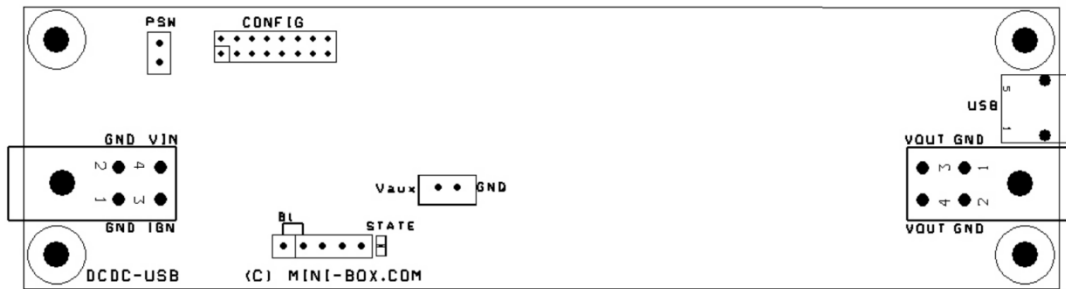 PSW CONFIG
5
USB
1
GND VIN
VOUT GND
2 4
3 1
Vaux GND
1 3
4 2
GND IGN
B1
STATE
VOUT GND
DCDC-USB (C) MINI-BOX.COM